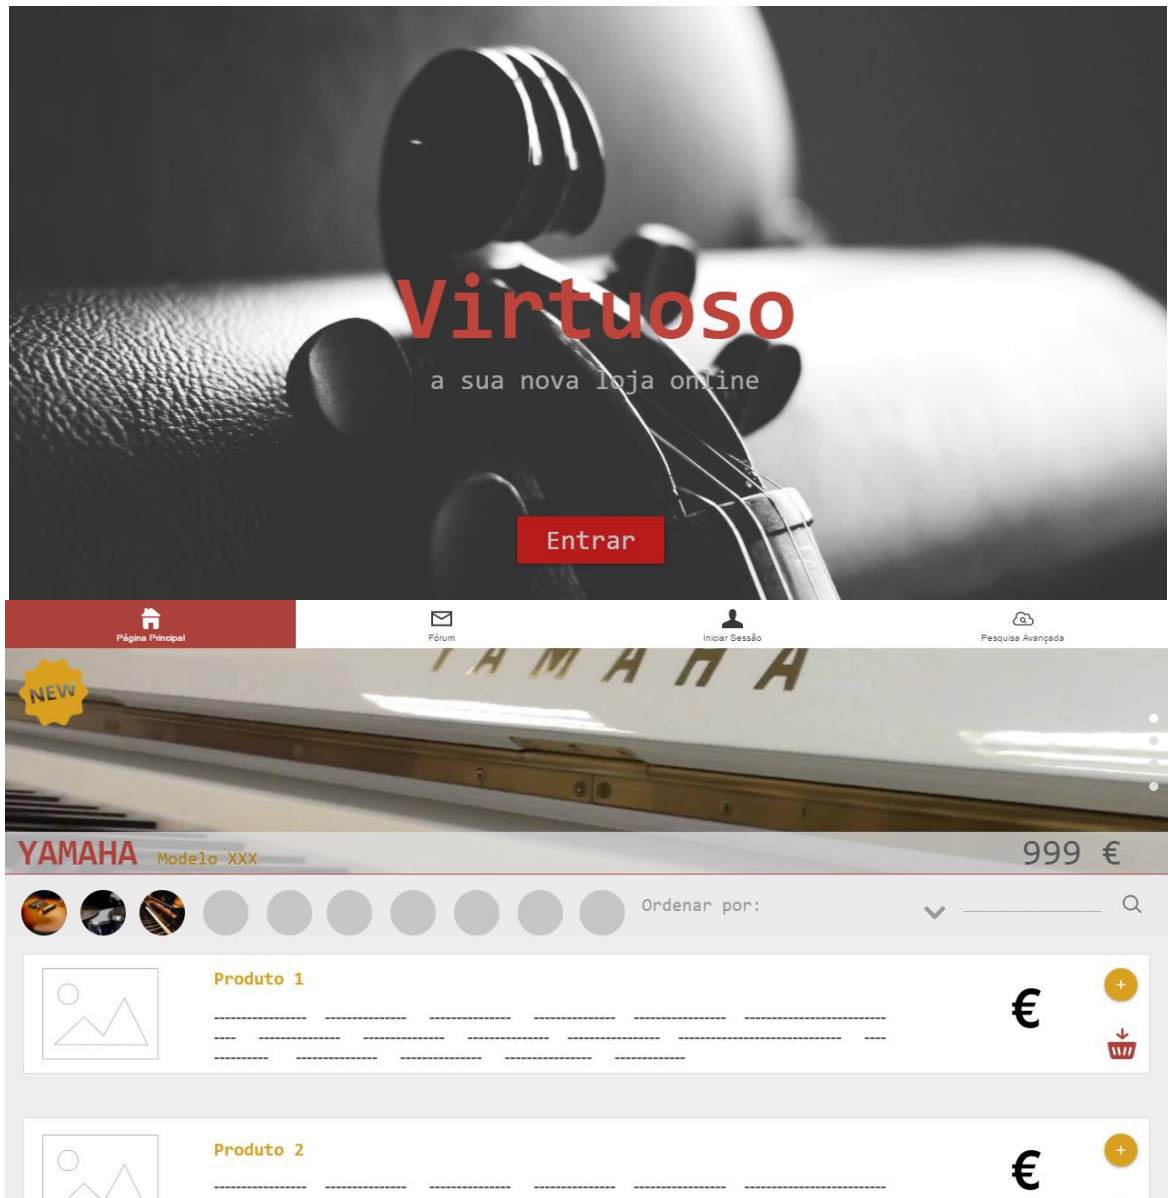 Virtuoso
a sua nova loja online
Entrar
Página Principal
Fórum
Iniciar Sessão
Pesquisa Avançada
YAMAHA
NEW
YAMAHA Modelo XXX 999 €
Ordenar por:
Produto 1
€
+
Produto 2
€
+